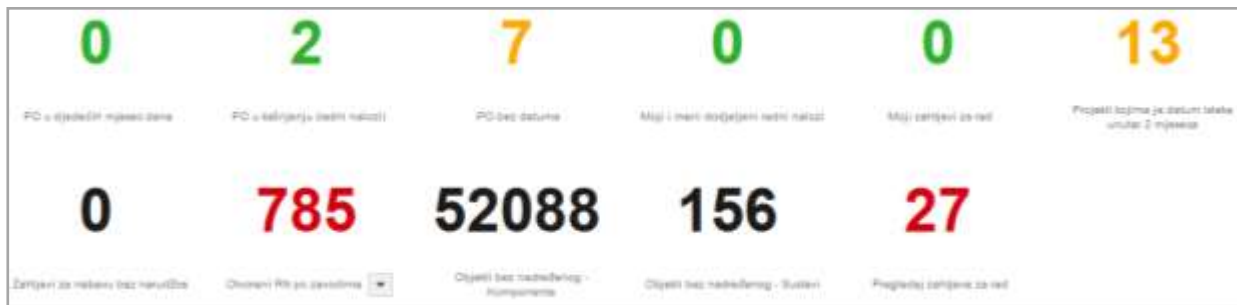 0 2 7 0 0 13
PO u sljedećih mjesec dana PO u kašnjenju (radni nalozi) PO bez datuma Moji i meni dodijeljeni radni nalozi Moji zahtjevi za rad Projekti kojima je datum isteka
unutar 2 mjeseca
0 785 52088 156 27
Zahtjevi za nabavu bez narudžbe Otvoreni RN po zavodima Objekti bez nadređenog - Objekti bez nadređenog - Sustavi Pregledaj zahtjeve za rad
Komponente